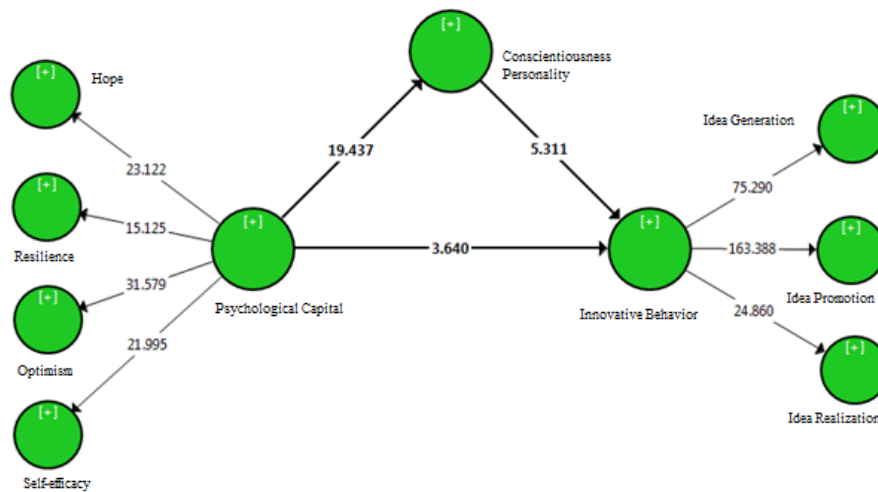 [+]
Conscientiousness
Personality
[+]
Hope
[+]
Idea Generation
19.437
5.311
23.122
75.290
[+]
Resilience
15.125
[+]
Psychological Capital
3.640
[+]
Innovative Behavior
163.388
[+]
Idea Promotion
31.579
24.860
[+]
Optimism
21.995
[+]
Idea Realization
[+]
Self-efficacy